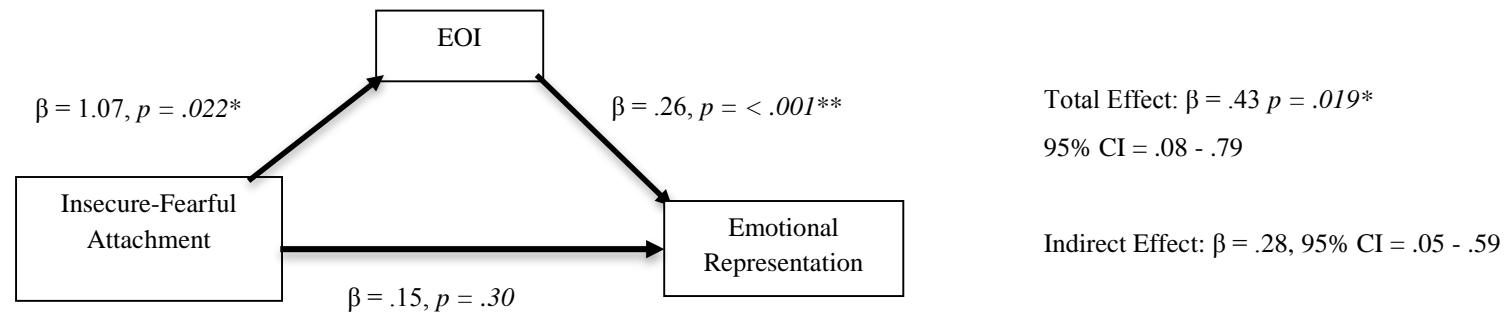 EOI
β = 1.07, p = .022*
β = .26, p = < .001**
Insecure-Fearful
Attachment
Emotional
Representation
β = .15, p = .30
Total Effect: β = .43 p = .019*
95% CI = .08 - .79
Indirect Effect: β = .28, 95% CI = .05 - .59